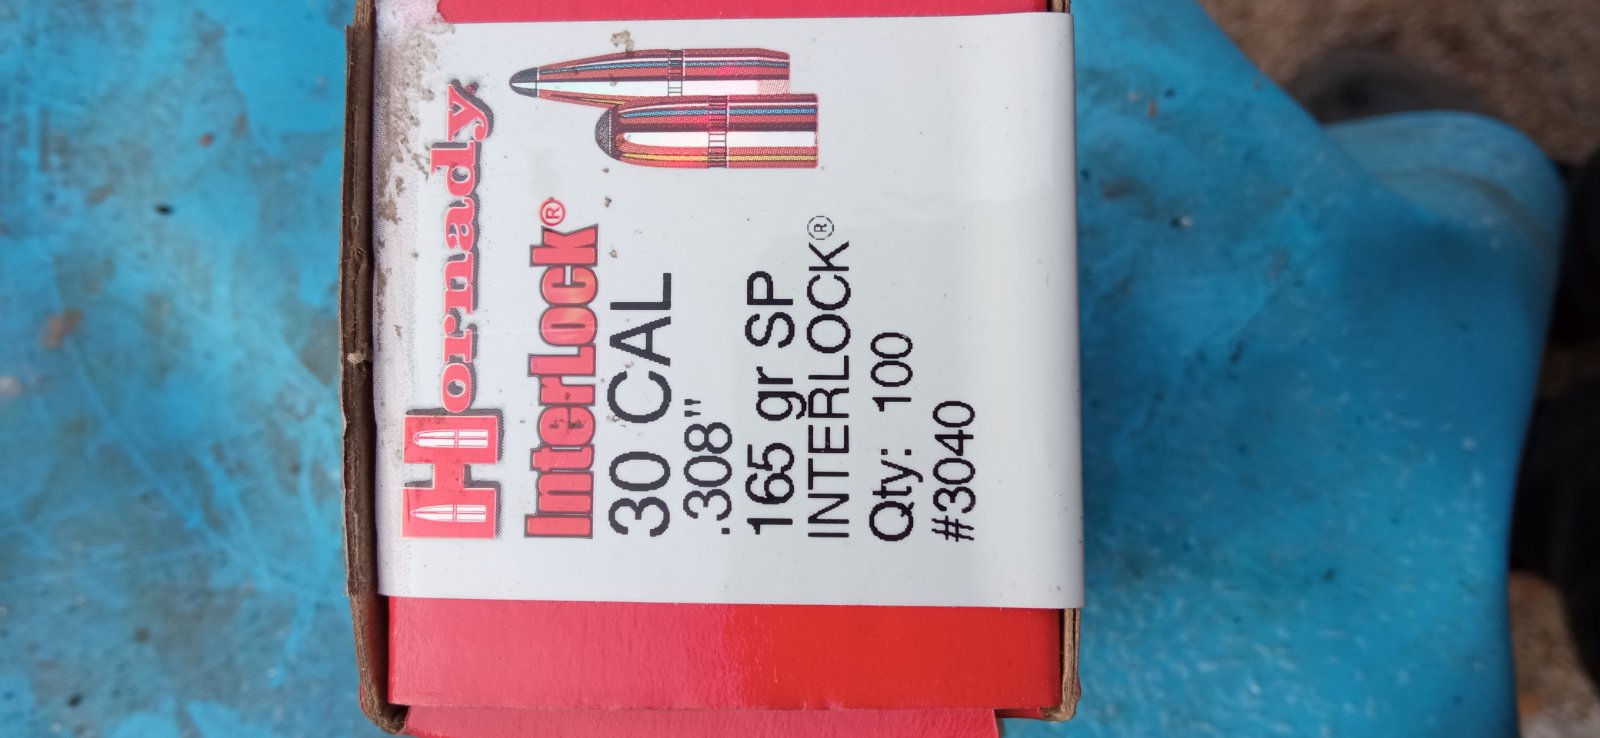 Hornady
InterLock®
30 CAL
.308"
165 gr SP
INTERLOCK®
Qty: 100
#3040